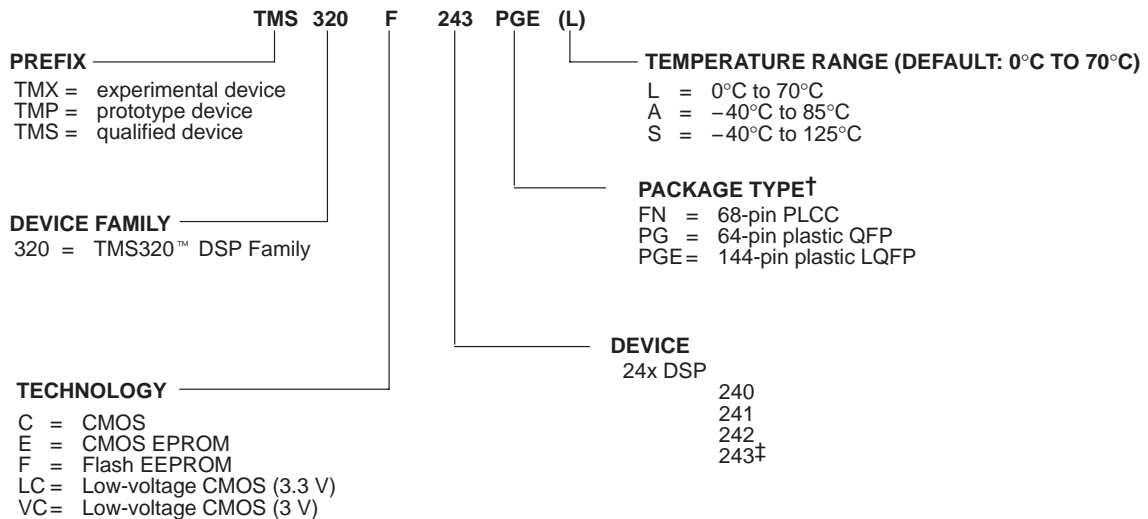 TMS 320 F 243 PGE (L)
PREFIX
TMX = experimental device
TMP = prototype device
TMS = qualified device
TEMPERATURE RANGE (DEFAULT: 0°C TO 70°C)
L = 0°C to 70°C
A = −40°C to 85°C
S = −40°C to 125°C
PACKAGE TYPE†
FN = 68-pin PLCC
PG = 64-pin plastic QFP
PGE = 144-pin plastic LQFP
DEVICE FAMILY
320 = TMS320™ DSP Family
DEVICE
24x DSP
240
241
242
243‡
TECHNOLOGY
C = CMOS
E = CMOS EPROM
F = Flash EEPROM
LC = Low-voltage CMOS (3.3 V)
VC = Low-voltage CMOS (3 V)